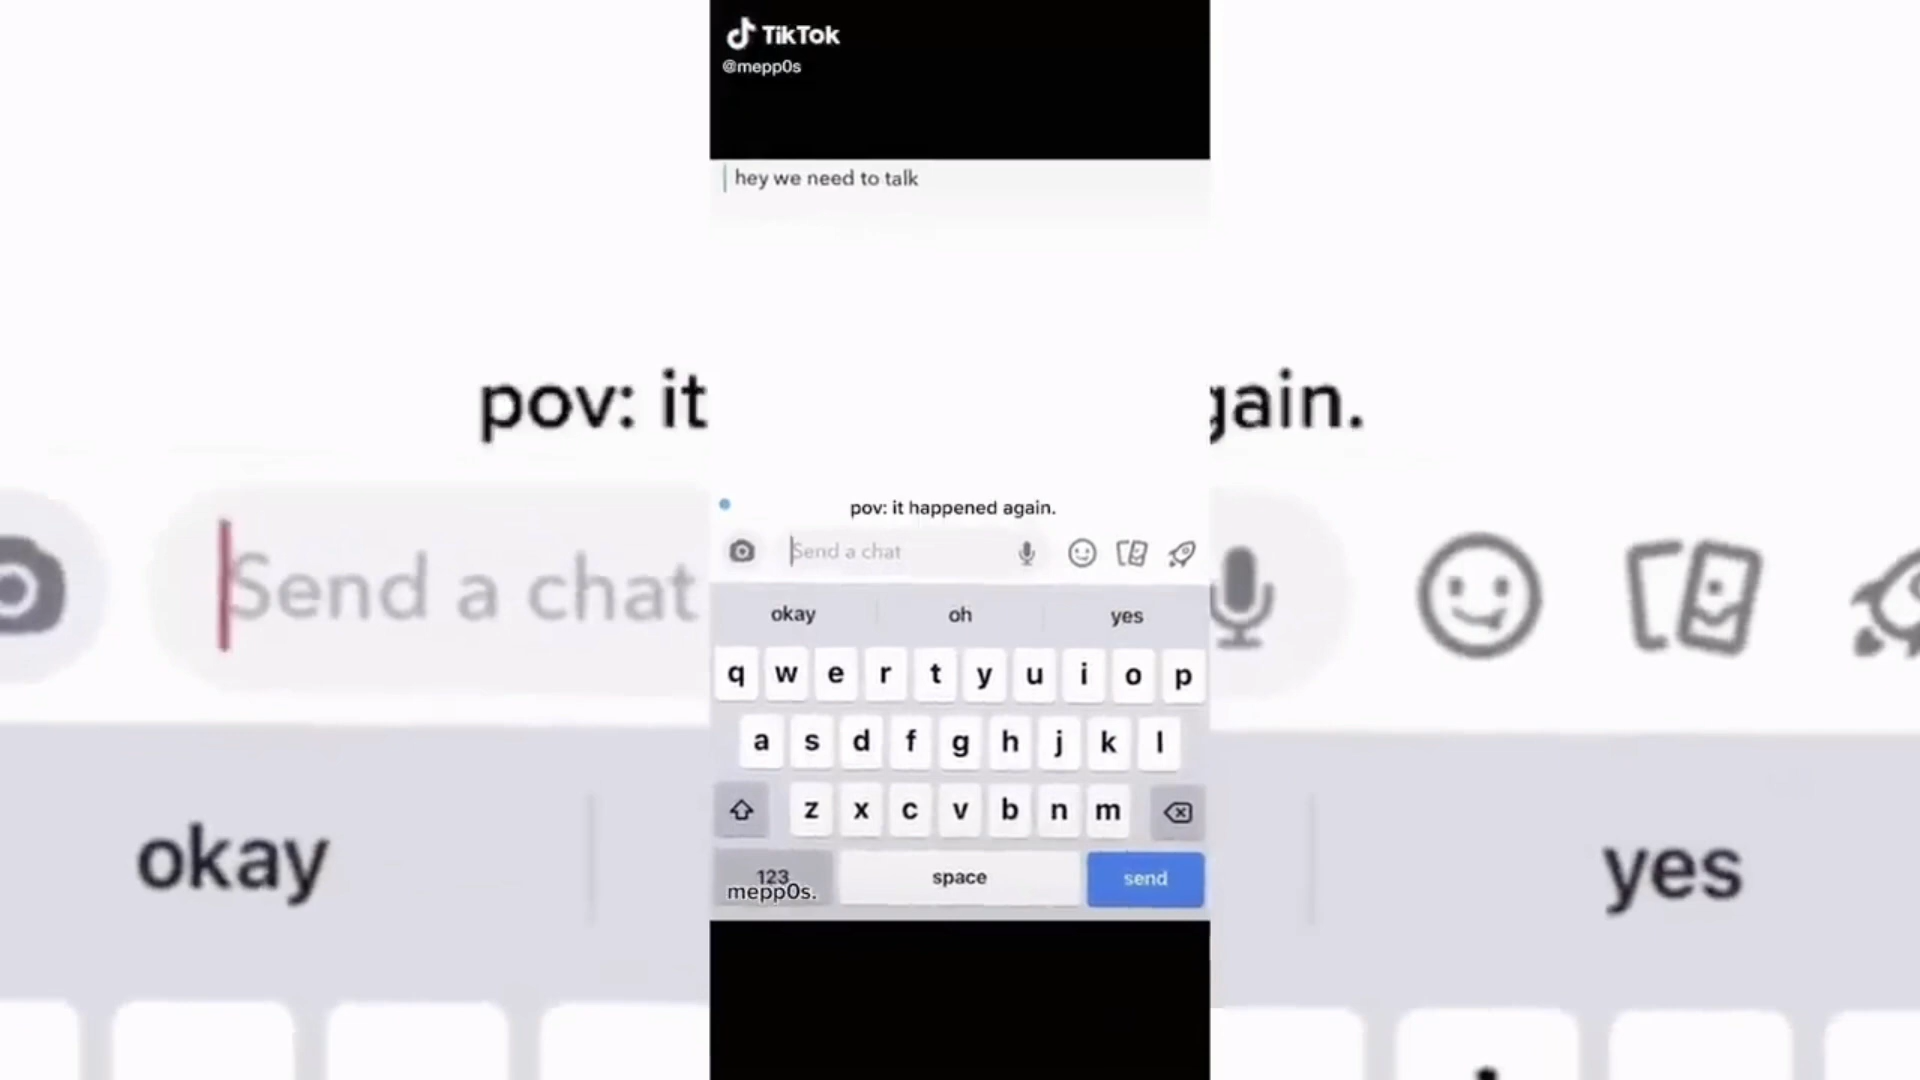 TikTok
@mepp0s
hey we need to talk
pov: it happened again.
Send a chat
okay oh yes
q w e r t y u i o p
a s d f g h j k l
z x c v b n m
123 space send
mepp0s.
pov: it
gain.
Send a chat
okay
yes